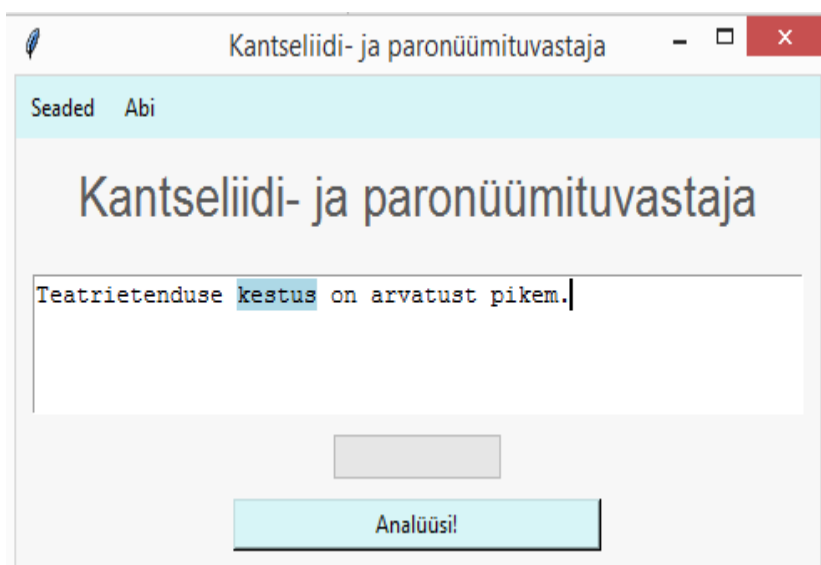 Kantseliidi- ja paronüümituvastaja
Seaded Abi
Kantseliidi- ja paronüümituvastaja
Teatrietenduse kestus on arvatust pikem.
Analüüsi!